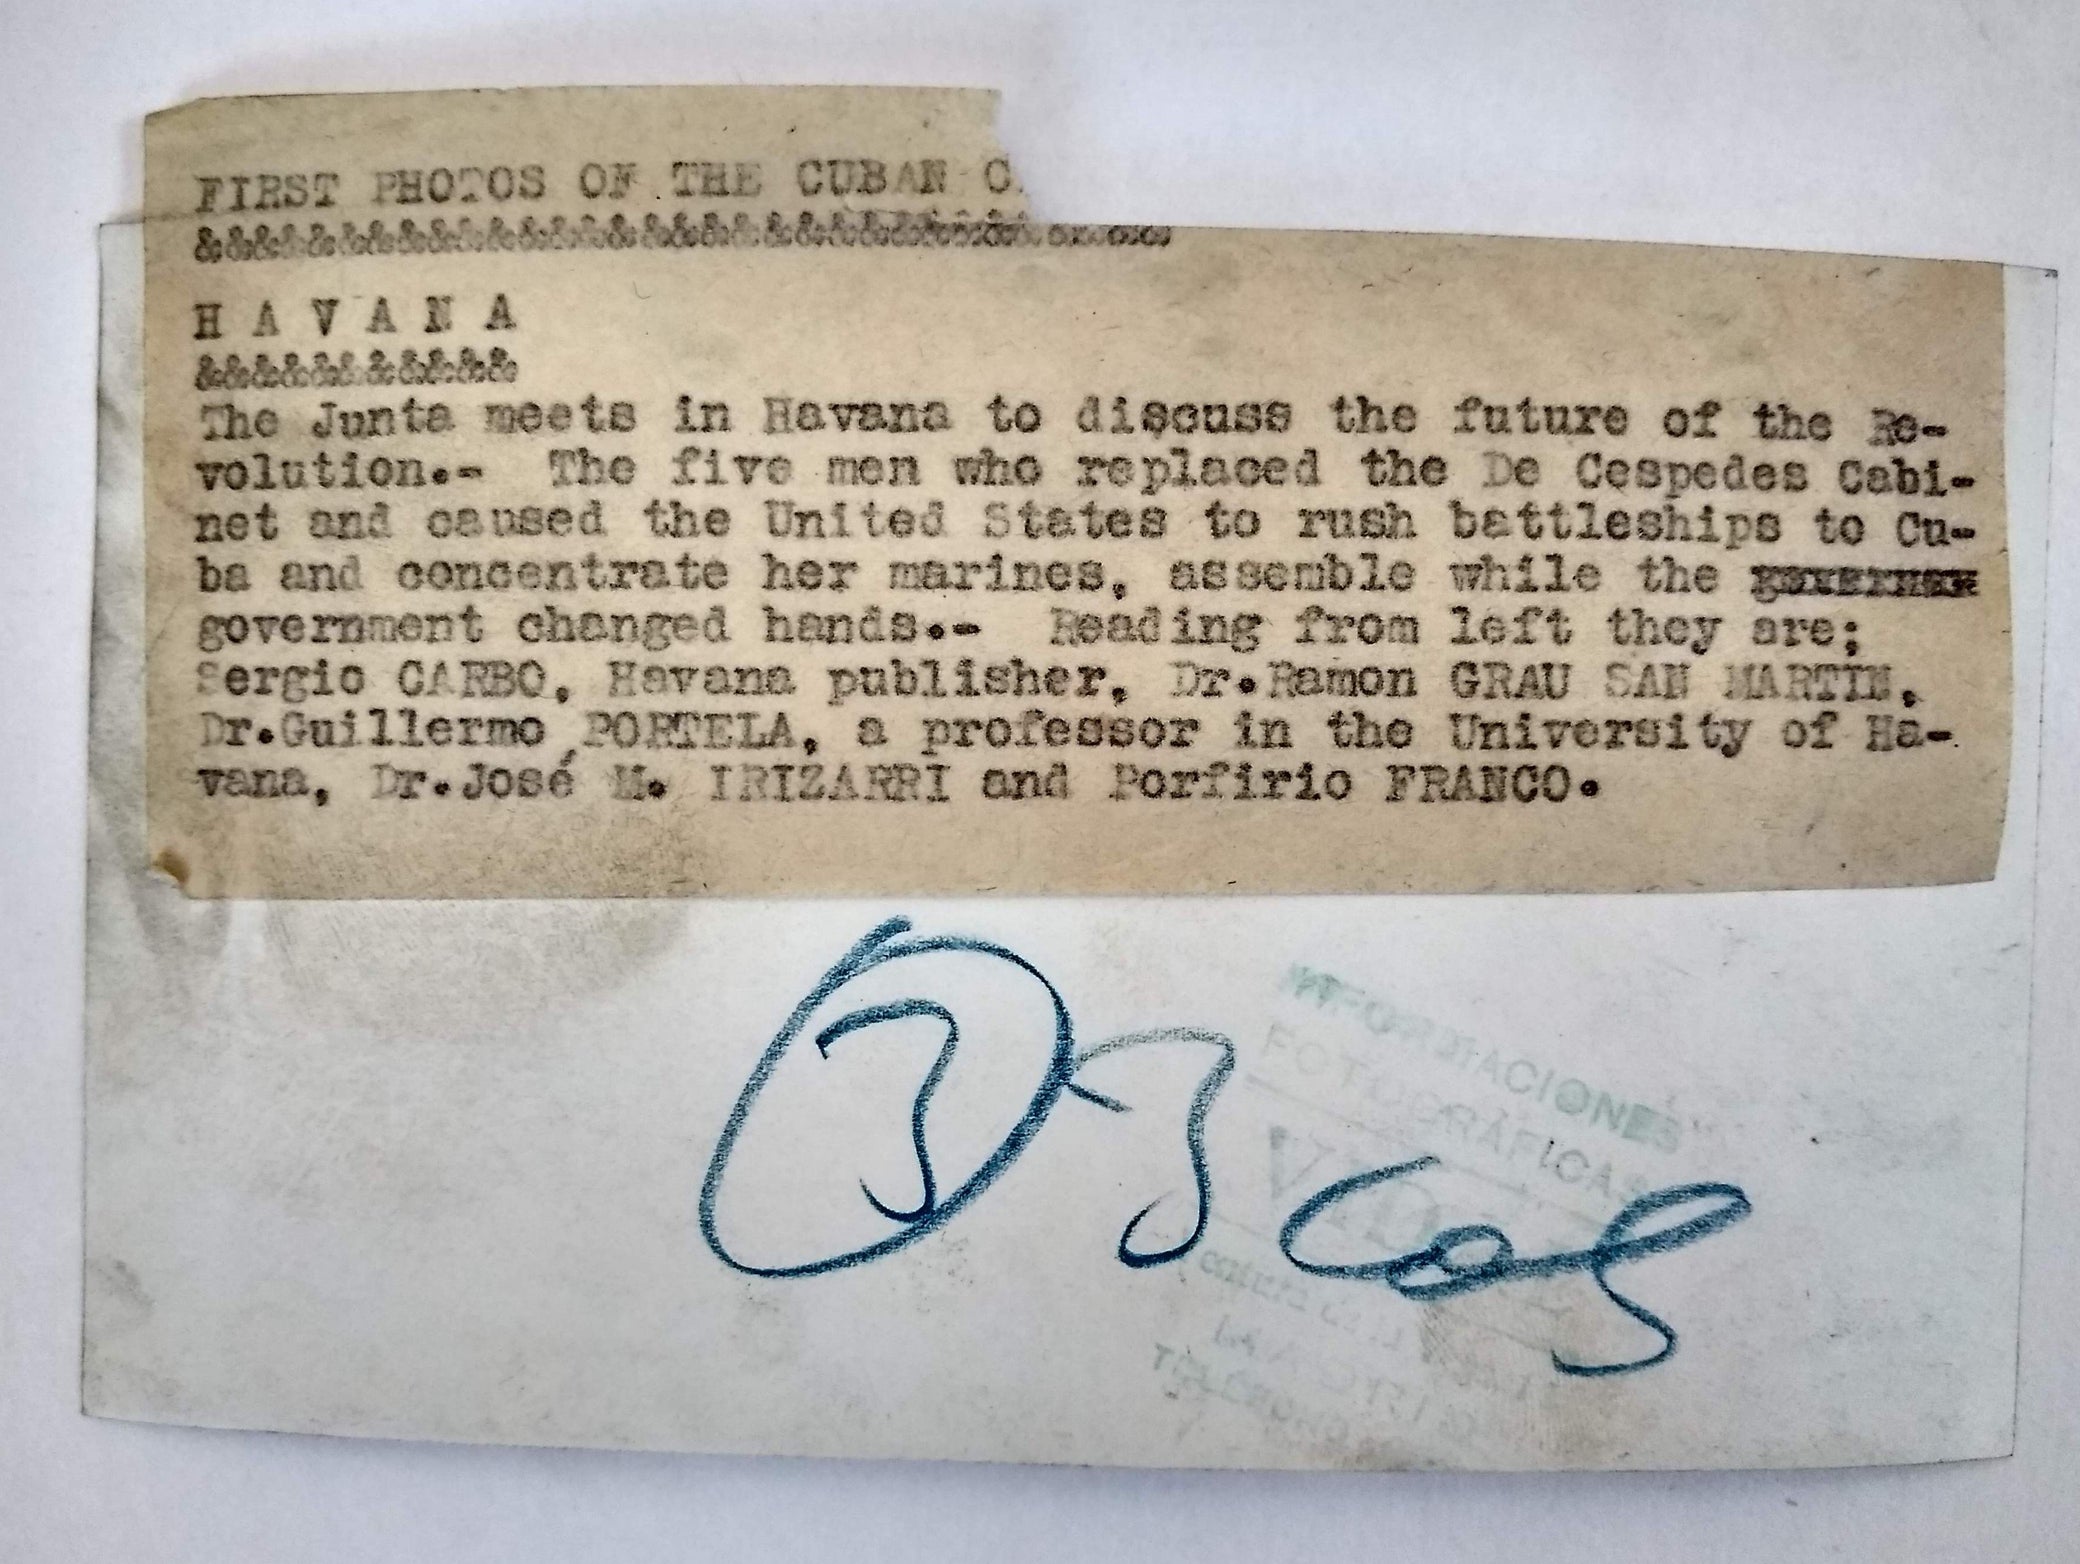 FIRST PHOTOS OF THE CUBAN C
&&&&&&&&&&&&&&&&&&&&&&&&&&&&&&&&&
H A V A N A
&&&&&&&&&&&
The Junta meets in Havana to discuss the future of the Re-
volution.- The five men who replaced the De Cespedes Cabi-
net and caused the United States to rush battleships to Cu-
ba and concentrate her marines, assemble while the
government changed hands.- Reading from left they are;
Sergio CARBO, Havana publisher, Dr.Ramon GRAU SAN MARTIN,
Dr.Guillermo PORTELA, a professor in the University of Ha-
vana, Dr.José M. IRIZARRI and Porfirio FRANCO.
INFORMACIONES
FOTOGRÁFICAS